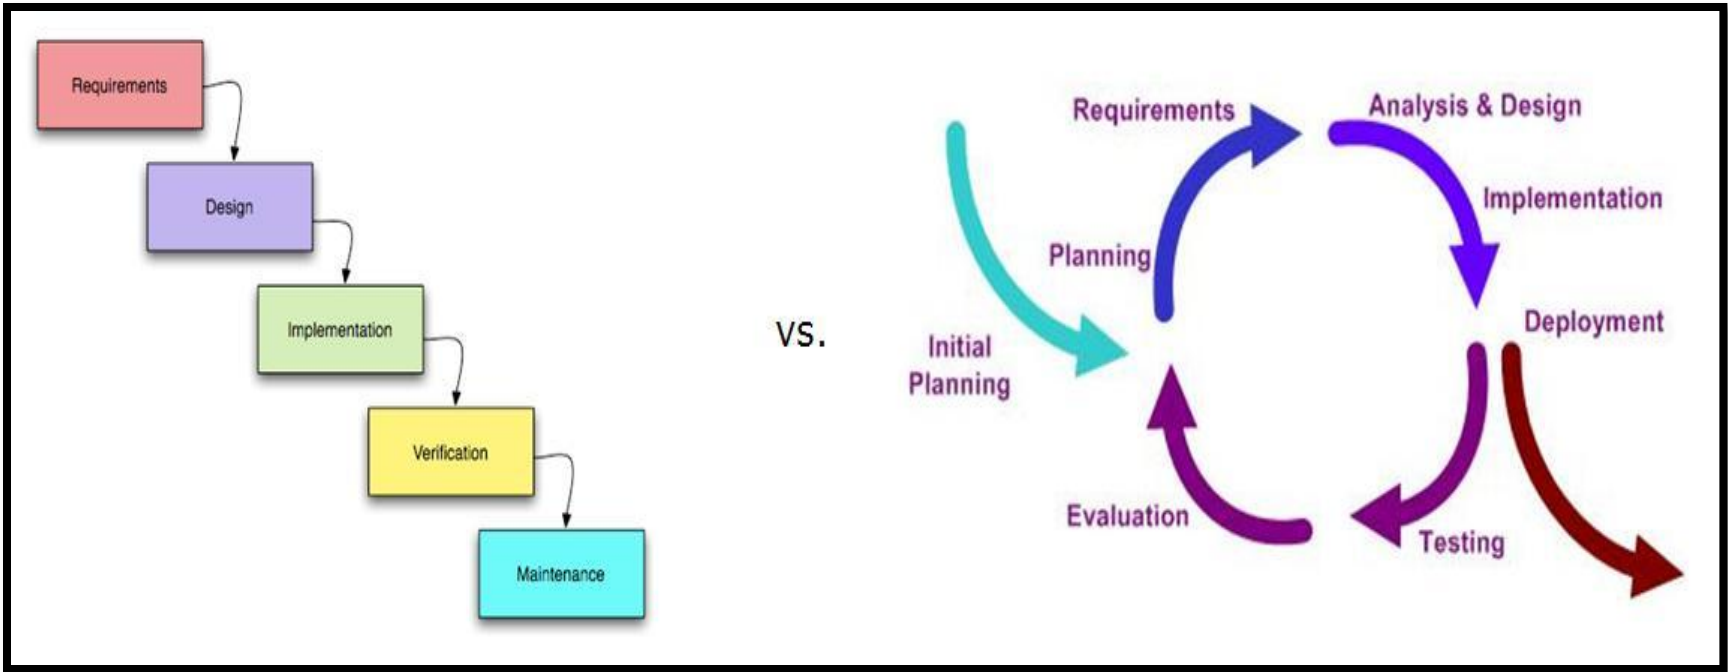 Requirements
Design
Implementation
Verification
Maintenance
vs.
Initial
Planning
Planning
Requirements
Analysis & Design
Implementation
Deployment
Testing
Evaluation